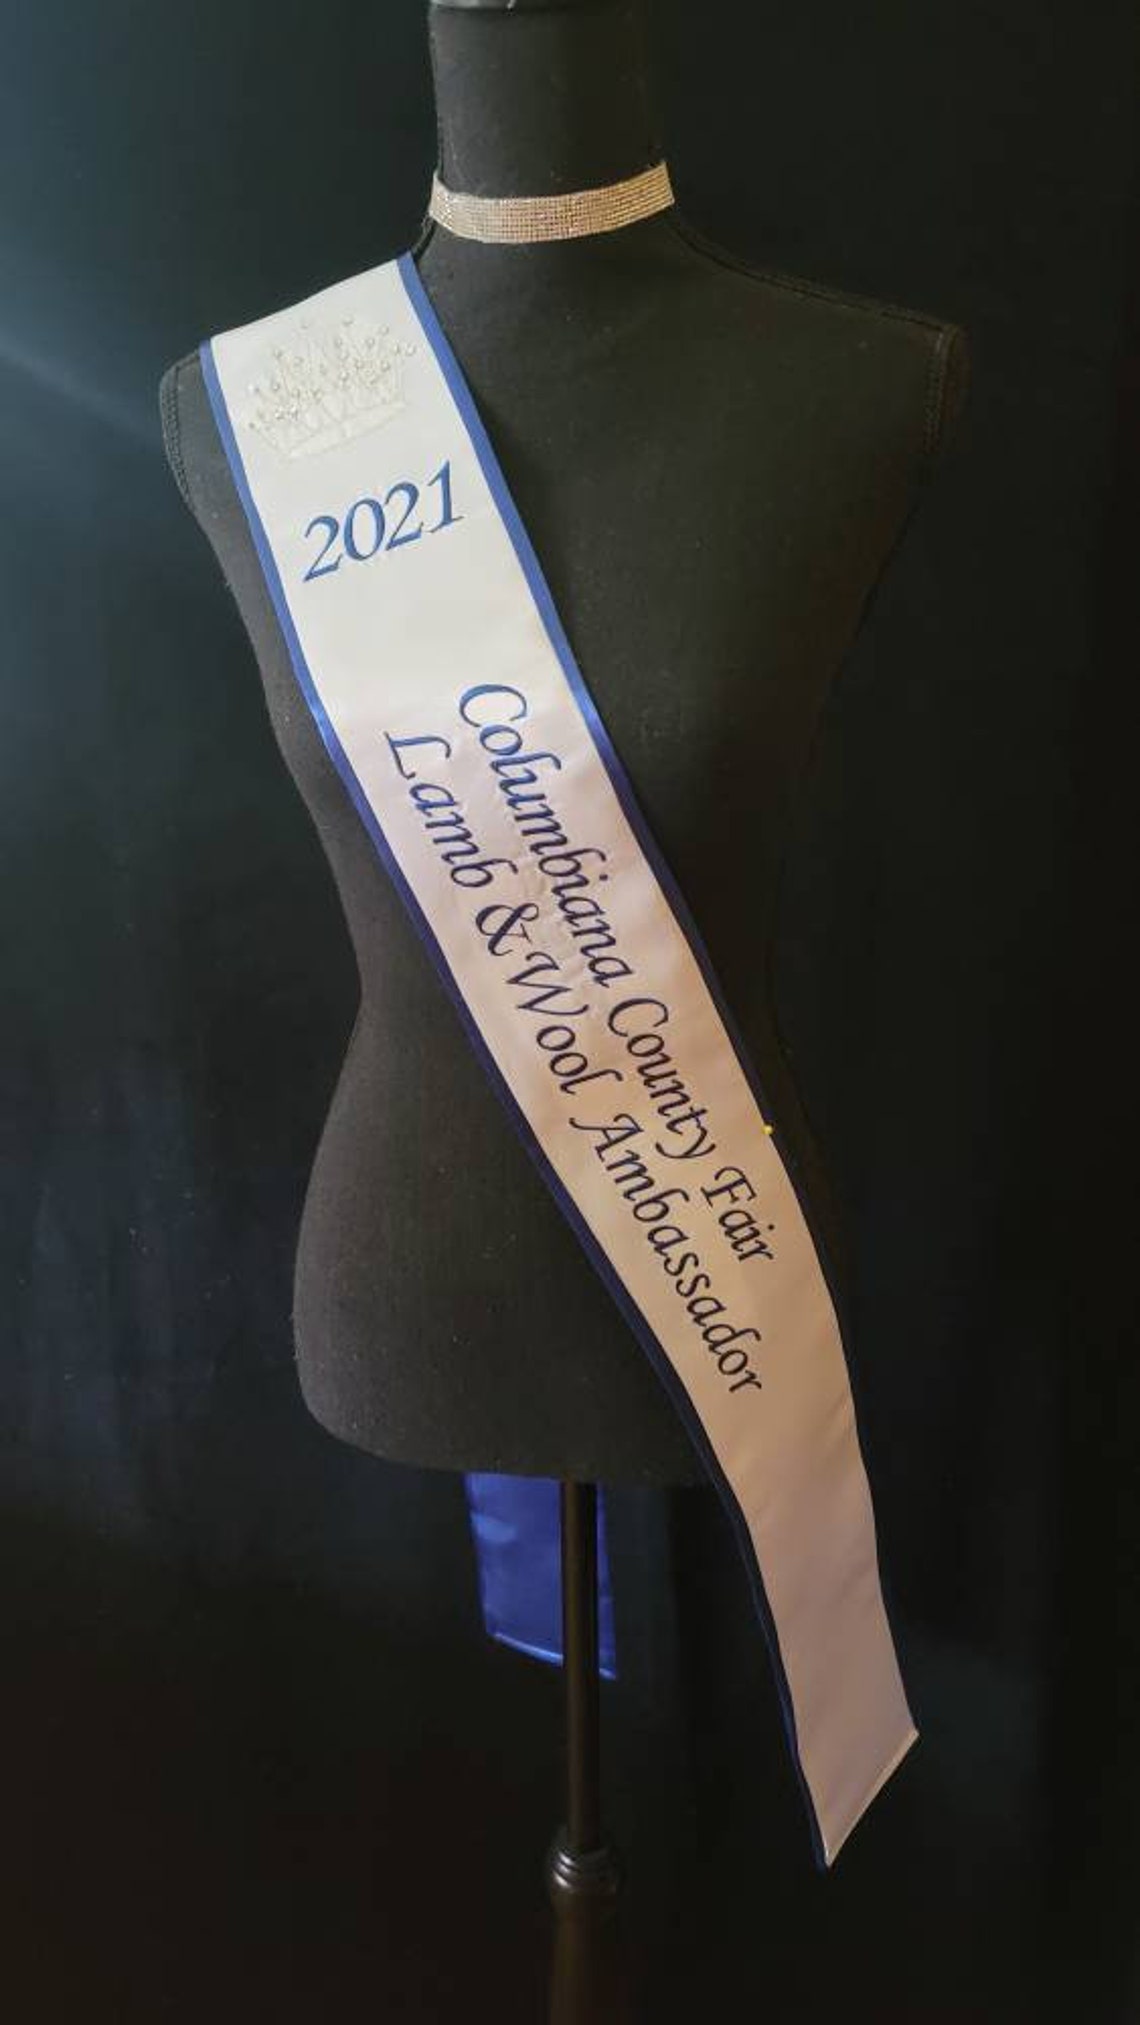 2021
Columbiana County Fair
Lamb & Wool Ambassador